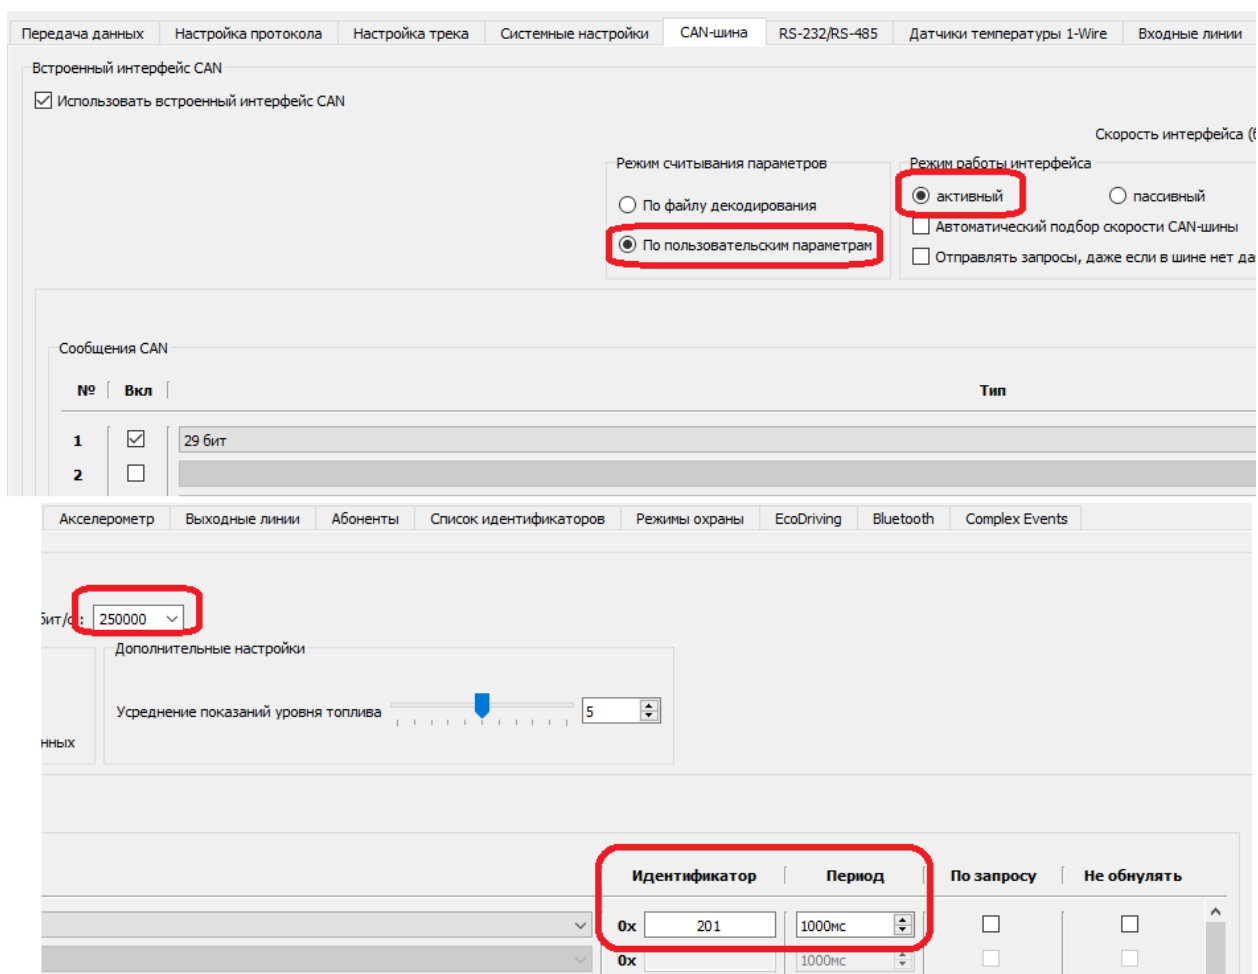 Передача данных Настройка протокола Настройка трека Системные настройки CAN-шина RS-232/RS-485 Датчики температуры 1-Wire Входные линии
Встроенный интерфейс CAN
Использовать встроенный интерфейс CAN
Скорость интерфейса (б
Режим считывания параметров Режим работы интерфейса
По файлу декодирования активный пассивный
Автоматический подбор скорости CAN-шины
По пользовательским параметрам
Отправлять запросы, даже если в шине нет да
Сообщения CAN
№ Вкл Тип
1 29 бит
2
Акселерометр Выходные линии Абоненты Список идентификаторов Режимы охраны EcoDriving Bluetooth Complex Events
бит/с): 250000
Дополнительные настройки
Усреднение показаний уровня топлива 5
нных
Идентификатор Период По запросу Не обнулять
0x 201 1000мс
0x 1000мс